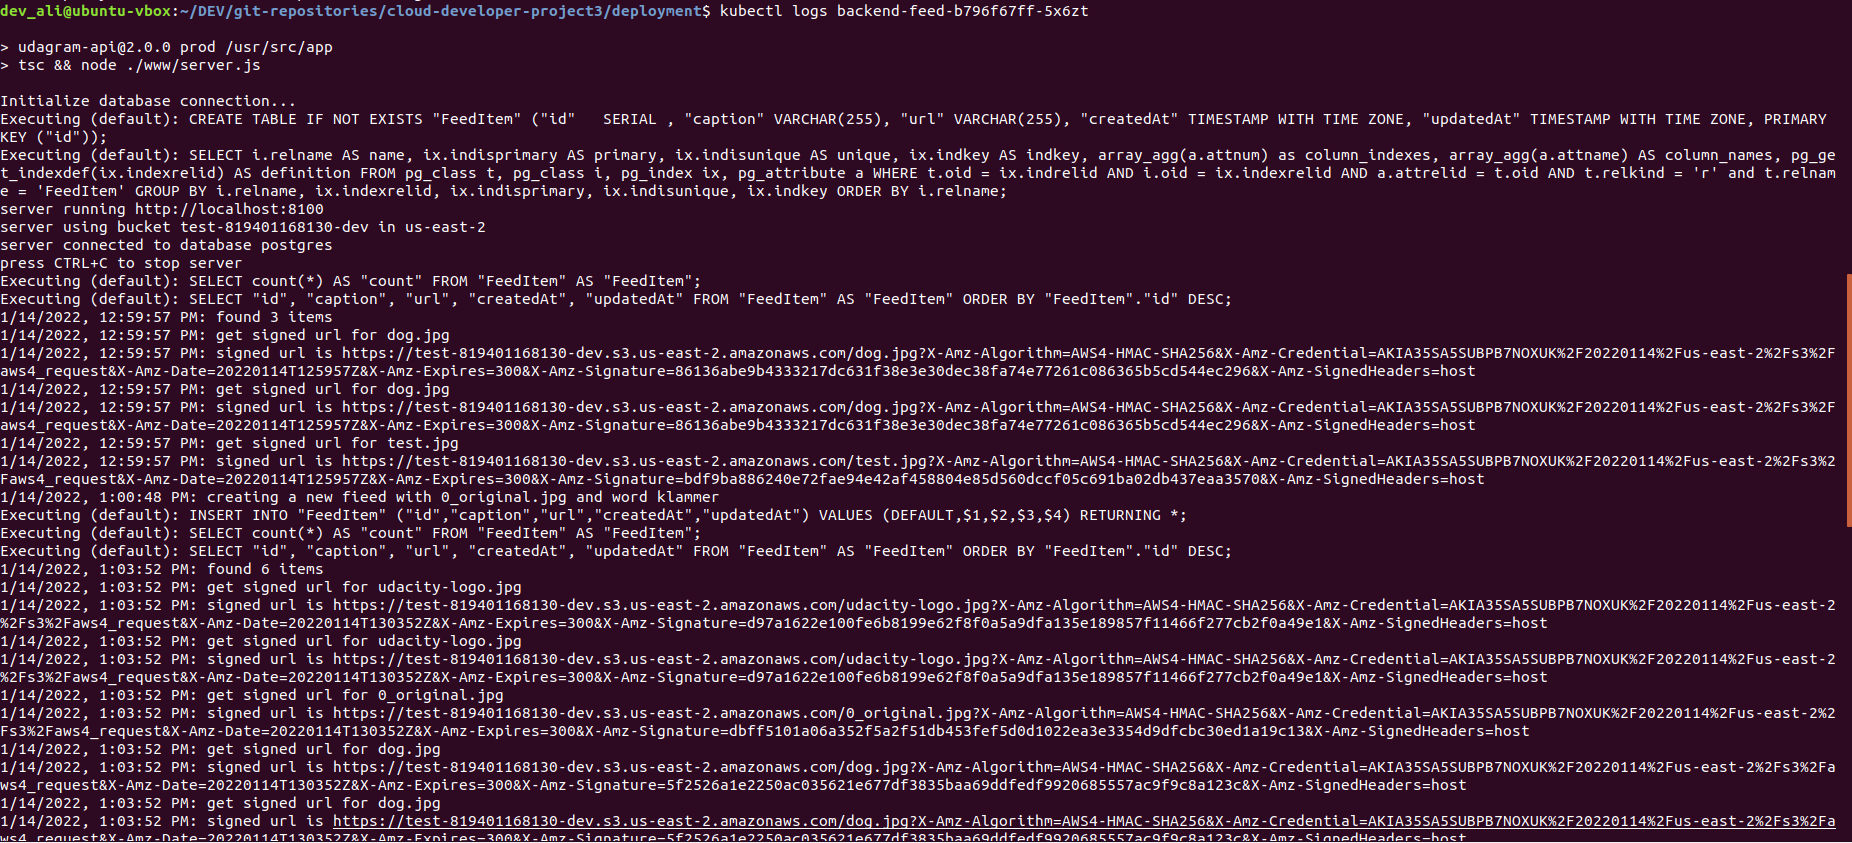 dev_ali@ubuntu-vbox:~/DEV/git-repositories/cloud-developer-project3/deployment$ kubectl logs backend-feed-b796f67ff-5x6zt
> udagram-api@2.0.0 prod /usr/src/app
> tsc && node ./www/server.js
Initialize database connection...
Executing (default): CREATE TABLE IF NOT EXISTS "FeedItem" ("id"   SERIAL , "caption" VARCHAR(255), "url" VARCHAR(255), "createdAt" TIMESTAMP WITH TIME ZONE, "updatedAt" TIMESTAMP WITH TIME ZONE, PRIMARY
KEY ("id"));
Executing (default): SELECT i.relname AS name, ix.indisprimary AS primary, ix.indisunique AS unique, ix.indkey AS indkey, array_agg(a.attnum) as column_indexes, array_agg(a.attname) AS column_names, pg_ge
t_indexdef(ix.indexrelid) AS definition FROM pg_class t, pg_class i, pg_index ix, pg_attribute a WHERE t.oid = ix.indrelid AND i.oid = ix.indexrelid AND a.attrelid = t.oid AND t.relkind = 'r' and t.relnam
e = 'FeedItem' GROUP BY i.relname, ix.indexrelid, ix.indisprimary, ix.indisunique, ix.indkey ORDER BY i.relname;
server running http://localhost:8100
server using bucket test-819401168130-dev in us-east-2
server connected to database postgres
press CTRL+C to stop server
Executing (default): SELECT count(*) AS "count" FROM "FeedItem" AS "FeedItem";
Executing (default): SELECT "id", "caption", "url", "createdAt", "updatedAt" FROM "FeedItem" AS "FeedItem" ORDER BY "FeedItem"."id" DESC;
1/14/2022, 12:59:57 PM: found 3 items
1/14/2022, 12:59:57 PM: get signed url for dog.jpg
1/14/2022, 12:59:57 PM: signed url is https://test-819401168130-dev.s3.us-east-2.amazonaws.com/dog.jpg?X-Amz-Algorithm=AWS4-HMAC-SHA256&X-Amz-Credential=AKIA35SA5SUBPB7NOXUK%2F20220114%2Fus-east-2%2Fs3%2F
aws4_request&X-Amz-Date=20220114T125957Z&X-Amz-Expires=300&X-Amz-Signature=86136abe9b4333217dc631f38e3e30dec38fa74e77261c086365b5cd544ec296&X-Amz-SignedHeaders=host
1/14/2022, 12:59:57 PM: get signed url for dog.jpg
1/14/2022, 12:59:57 PM: signed url is https://test-819401168130-dev.s3.us-east-2.amazonaws.com/dog.jpg?X-Amz-Algorithm=AWS4-HMAC-SHA256&X-Amz-Credential=AKIA35SA5SUBPB7NOXUK%2F20220114%2Fus-east-2%2Fs3%2F
aws4_request&X-Amz-Date=20220114T125957Z&X-Amz-Expires=300&X-Amz-Signature=86136abe9b4333217dc631f38e3e30dec38fa74e77261c086365b5cd544ec296&X-Amz-SignedHeaders=host
1/14/2022, 12:59:57 PM: get signed url for test.jpg
1/14/2022, 12:59:57 PM: signed url is https://test-819401168130-dev.s3.us-east-2.amazonaws.com/test.jpg?X-Amz-Algorithm=AWS4-HMAC-SHA256&X-Amz-Credential=AKIA35SA5SUBPB7NOXUK%2F20220114%2Fus-east-2%2Fs3%2
Faws4_request&X-Amz-Date=20220114T125957Z&X-Amz-Expires=300&X-Amz-Signature=bdf9ba886240e72fae94e42af458804e85d560dccf05c691ba02db437eaa3570&X-Amz-SignedHeaders=host
1/14/2022, 1:00:48 PM: creating a new fieed with 0_original.jpg and word klammer
Executing (default): INSERT INTO "FeedItem" ("id","caption","url","createdAt","updatedAt") VALUES (DEFAULT,$1,$2,$3,$4) RETURNING *;
Executing (default): SELECT count(*) AS "count" FROM "FeedItem" AS "FeedItem";
Executing (default): SELECT "id", "caption", "url", "createdAt", "updatedAt" FROM "FeedItem" AS "FeedItem" ORDER BY "FeedItem"."id" DESC;
1/14/2022, 1:03:52 PM: found 6 items
1/14/2022, 1:03:52 PM: get signed url for udacity-logo.jpg
1/14/2022, 1:03:52 PM: signed url is https://test-819401168130-dev.s3.us-east-2.amazonaws.com/udacity-logo.jpg?X-Amz-Algorithm=AWS4-HMAC-SHA256&X-Amz-Credential=AKIA35SA5SUBPB7NOXUK%2F20220114%2Fus-east-2
%2Fs3%2Faws4_request&X-Amz-Date=20220114T130352Z&X-Amz-Expires=300&X-Amz-Signature=d97a1622e100fe6b8199e62f8f0a5a9dfa135e189857f11466f277cb2f0a49e1&X-Amz-SignedHeaders=host
1/14/2022, 1:03:52 PM: get signed url for udacity-logo.jpg
1/14/2022, 1:03:52 PM: signed url is https://test-819401168130-dev.s3.us-east-2.amazonaws.com/udacity-logo.jpg?X-Amz-Algorithm=AWS4-HMAC-SHA256&X-Amz-Credential=AKIA35SA5SUBPB7NOXUK%2F20220114%2Fus-east-2
%2Fs3%2Faws4_request&X-Amz-Date=20220114T130352Z&X-Amz-Expires=300&X-Amz-Signature=d97a1622e100fe6b8199e62f8f0a5a9dfa135e189857f11466f277cb2f0a49e1&X-Amz-SignedHeaders=host
1/14/2022, 1:03:52 PM: get signed url for 0_original.jpg
1/14/2022, 1:03:52 PM: signed url is https://test-819401168130-dev.s3.us-east-2.amazonaws.com/0_original.jpg?X-Amz-Algorithm=AWS4-HMAC-SHA256&X-Amz-Credential=AKIA35SA5SUBPB7NOXUK%2F20220114%2Fus-east-2%2
Fs3%2Faws4_request&X-Amz-Date=20220114T130352Z&X-Amz-Expires=300&X-Amz-Signature=dbff5101a06a352f5a2f51db453fef5d0d1022ea3e3354d9dfcbc30ed1a19c13&X-Amz-SignedHeaders=host
1/14/2022, 1:03:52 PM: get signed url for dog.jpg
1/14/2022, 1:03:52 PM: signed url is https://test-819401168130-dev.s3.us-east-2.amazonaws.com/dog.jpg?X-Amz-Algorithm=AWS4-HMAC-SHA256&X-Amz-Credential=AKIA35SA5SUBPB7NOXUK%2F20220114%2Fus-east-2%2Fs3%2Fa
ws4_request&X-Amz-Date=20220114T130352Z&X-Amz-Expires=300&X-Amz-Signature=5f2526a1e2250ac035621e677df3835baa69ddfedf9920685557ac9f9c8a123c&X-Amz-SignedHeaders=host
1/14/2022, 1:03:52 PM: get signed url for dog.jpg
1/14/2022, 1:03:52 PM: signed url is https://test-819401168130-dev.s3.us-east-2.amazonaws.com/dog.jpg?X-Amz-Algorithm=AWS4-HMAC-SHA256&X-Amz-Credential=AKIA35SA5SUBPB7NOXUK%2F20220114%2Fus-east-2%2Fs3%2Fa
ws4_request&X-Amz-Date=20220114T130352Z&X-Amz-Expires=300&X-Amz-Signature=5f2526a1e2250ac035621e677df3835baa69ddfedf9920685557ac9f9c8a123c&X-Amz-SignedHeaders=host